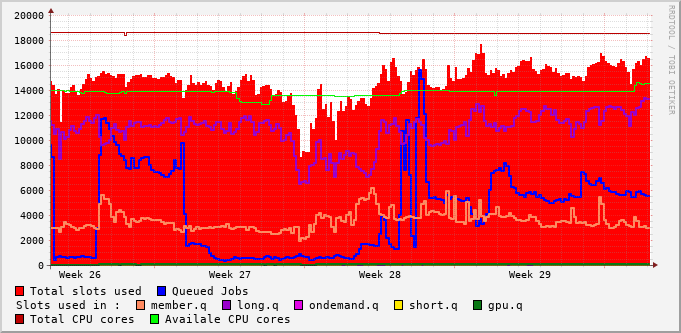 20000
18000
16000
14000
12000
10000
8000
6000
4000
2000
0
Week 26 Week 27 Week 28 Week 29
Total slots used Queued Jobs
Slots used in : member.q long.q ondemand.q short.q gpu.q
Total CPU cores Availale CPU cores
RRDTOOL / TOBI OETIKER